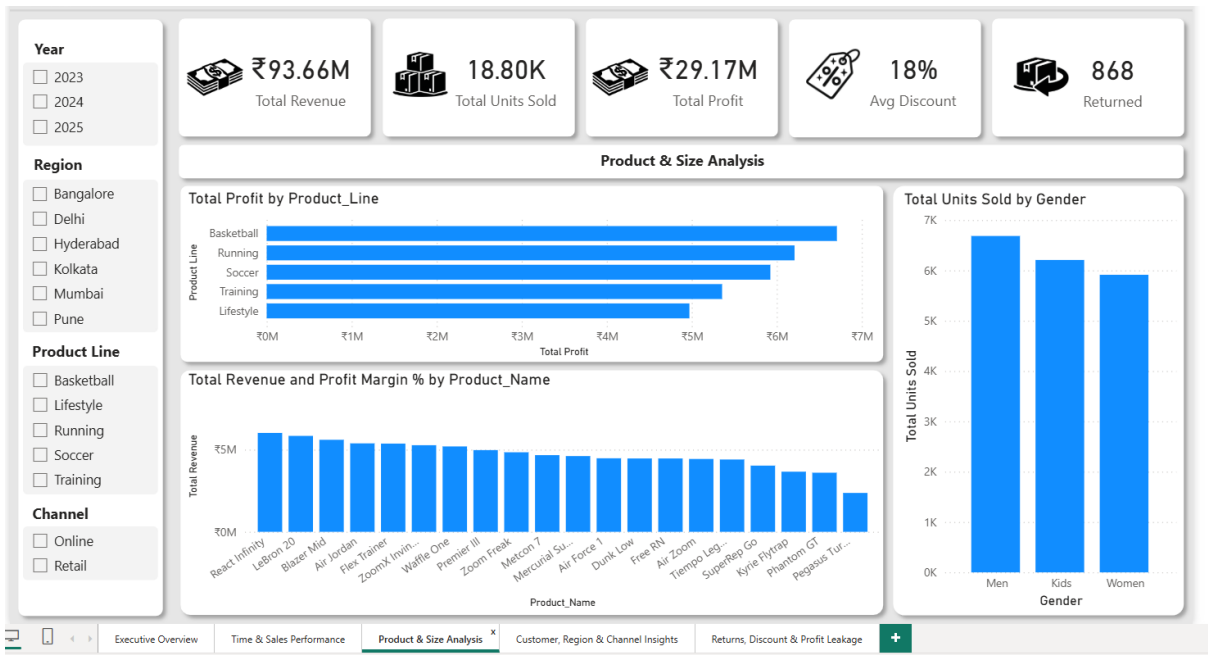 Year
2023
2024
2025
Region
Bangalore
Delhi
Hyderabad
Kolkata
Mumbai
Pune
Product Line
Basketball
Lifestyle
Running
Soccer
Training
Channel
Online
Retail
₹93.66M
Total Revenue
18.80K
Total Units Sold
₹29.17M
Total Profit
18%
Avg Discount
868
Returned
Product & Size Analysis
Total Profit by Product_Line
Product Line
Basketball
Running
Soccer
Training
Lifestyle
₹0M ₹1M ₹2M ₹3M ₹4M ₹5M ₹6M ₹7M
Total Profit
Total Revenue and Profit Margin % by Product_Name
Total Revenue
₹5M
₹0M
React Infinity
LeBron 20
Blazer Mid
Air Jordan
Flex Trainer
ZoomX Invin...
Waffle One
Premier III
Zoom Freak
Metcon 7
Mercurial Su...
Air Force 1
Dunk Low
Free RN
Air Zoom
Tiempo Leg...
SuperRep Go
Kyrie Flytrap
Phantom GT
Pegasus Tur...
Product_Name
Total Units Sold by Gender
Total Units Sold
7K
6K
5K
4K
3K
2K
1K
0K
Men Kids Women
Gender
Executive Overview Time & Sales Performance Product & Size Analysis x Customer, Region & Channel Insights Returns, Discount & Profit Leakage +